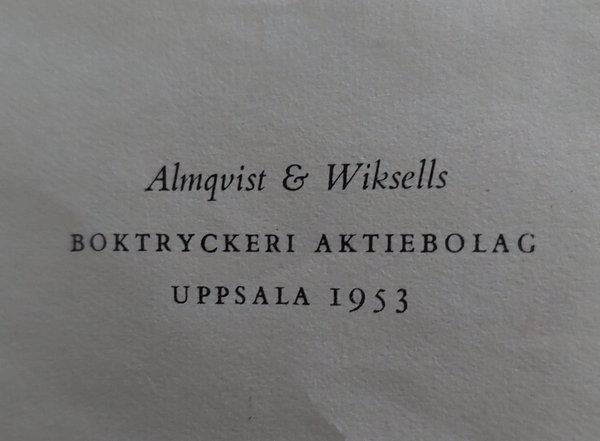 Almqvist & Wiksells
BOKTRYCKERI AKTIEBOLAG
UPPSALA 1953